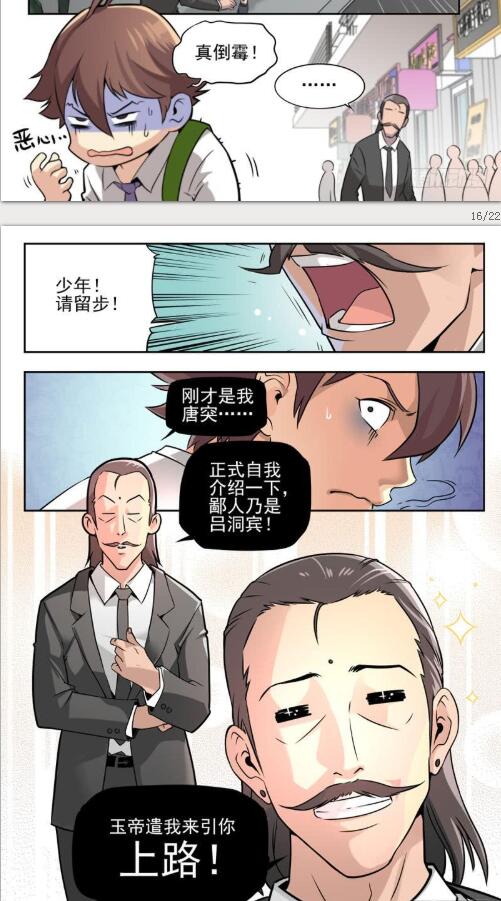 真倒霉！
……
恶心…
16/22
少年！
请留步！
刚才是我
唐突……
正式自我
介绍一下，
鄙人乃是
吕洞宾！
玉帝遣我来引你
上路！